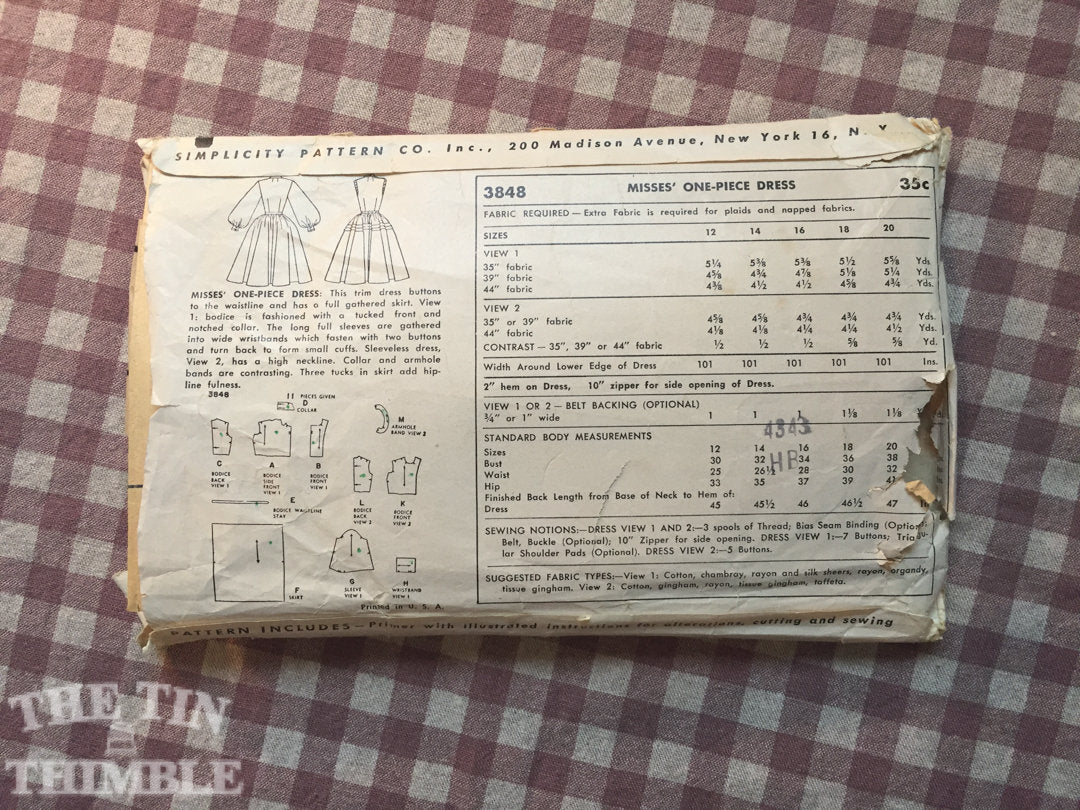 SIMPLICITY PATTERN CO. Inc., 200 Madison Avenue, New York 16, N. Y
MISSES' ONE-PIECE DRESS: This trim dress buttons
to the waistline and has a full gathered skirt. View
1: bodice is fashioned with a tucked front and
notched collar. The long full sleeves are gathered
into wide wristbands which fasten with two buttons
and turn back to form small cuffs. Sleeveless dress,
View 2, has a high neckline. Collar and armhole
bands are contrasting. Three tucks in skirt add hip-
line fulness.
3848
11 PIECES GIVEN
D
COLLAR
M
ARMHOLE
BAND VIEW 2
C
BODICE
BACK
VIEW 1
A
BODICE
SIDE
FRONT
VIEW 1
B
BODICE
FRONT
VIEW 1
E
BODICE WAISTLINE
STAY
L
BODICE
BACK
VIEW 2
K
BODICE
FRONT
VIEW 2
F
SKIRT
G
SLEEVE
VIEW 1
H
WRISTBAND
VIEW 1
Printed in U. S. A.
3848 MISSES' ONE-PIECE DRESS 35c
FABRIC REQUIRED — Extra Fabric is required for plaids and napped fabrics.
SIZES 12 14 16 18 20
VIEW 1
35" fabric 5¼ 5⅜ 5⅜ 5½ 5⅝ Yds.
39" fabric 4⅝ 4¾ 4⅞ 5⅛ 5¼ Yds.
44" fabric 4⅜ 4½ 4½ 4⅝ 4¾ Yds.
VIEW 2
35" or 39" fabric 4⅝ 4⅝ 4¾ 4¾ 4¾ Yds.
44" fabric 4⅛ 4⅛ 4¼ 4¼ 4½ Yds.
CONTRAST — 35", 39" or 44" fabric ½ ½ ½ ⅝ ⅝ Yd.
Width Around Lower Edge of Dress 101 101 101 101 101 Ins.
2" hem on Dress, 10" zipper for side opening of Dress.
VIEW 1 OR 2 — BELT BACKING (OPTIONAL)
¾" or 1" wide 1 1 1 1⅛ 1⅛
4343
HB
STANDARD BODY MEASUREMENTS
Sizes 12 14 16 18 20
Bust 30 32 34 36 38
Waist 25 26½ 28 30 32
Hip 33 35 37 39
Finished Back Length from Base of Neck to Hem of:
Dress 45 45½ 46 46½ 47
SEWING NOTIONS:—DRESS VIEW 1 AND 2:—3 spools of Thread; Bias Seam Binding (Option
Belt, Buckle (Optional); 10" Zipper for side opening. DRESS VIEW 1:—7 Buttons; Triangu-
lar Shoulder Pads (Optional). DRESS VIEW 2:—5 Buttons.
SUGGESTED FABRIC TYPES:—View 1: Cotton, chambray, rayon and silk sheers, rayon, organdy,
tissue gingham. View 2: Cotton, gingham, rayon, tissue gingham, taffeta.
PATTERN INCLUDES — Primer with illustrated instructions for alterations, cutting and sewing
THE TIN
THIMBLE